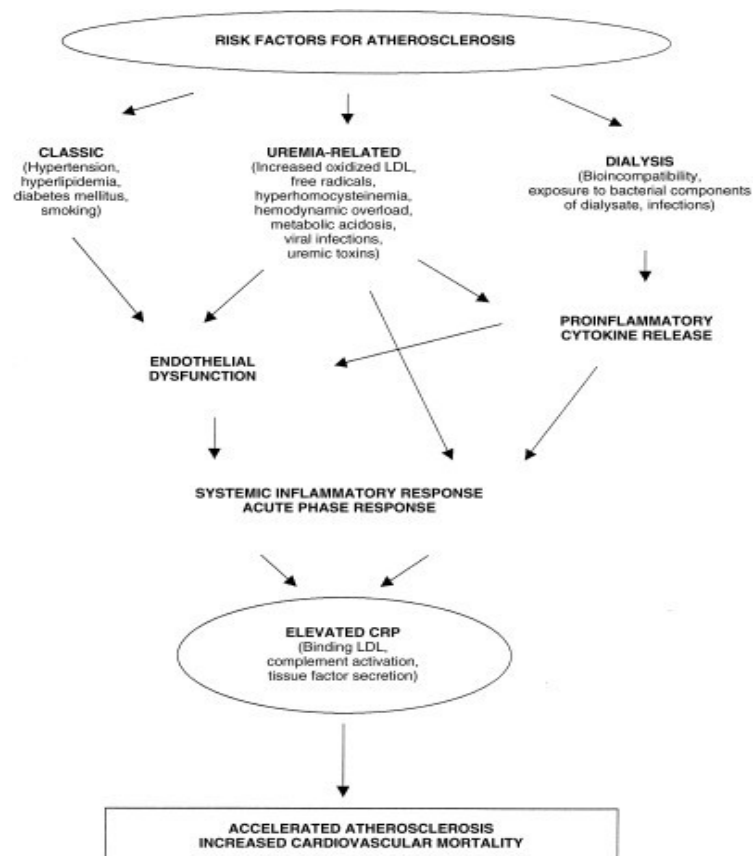 RISK FACTORS FOR ATHEROSCLEROSIS
CLASSIC
(Hypertension,
hyperlipidemia,
diabetes mellitus,
smoking)
UREMIA-RELATED
(Increased oxidized LDL,
free radicals,
hyperhomocysteinemia,
hemodynamic overload,
metabolic acidosis,
viral infections,
uremic toxins)
DIALYSIS
(Bioincompatibility,
exposure to bacterial components
of dialysate, infections)
PROINFLAMMATORY
CYTOKINE RELEASE
ENDOTHELIAL
DYSFUNCTION
SYSTEMIC INFLAMMATORY RESPONSE
ACUTE PHASE RESPONSE
ELEVATED CRP
(Binding LDL,
complement activation,
tissue factor secretion)
ACCELERATED ATHEROSCLEROSIS
INCREASED CARDIOVASCULAR MORTALITY